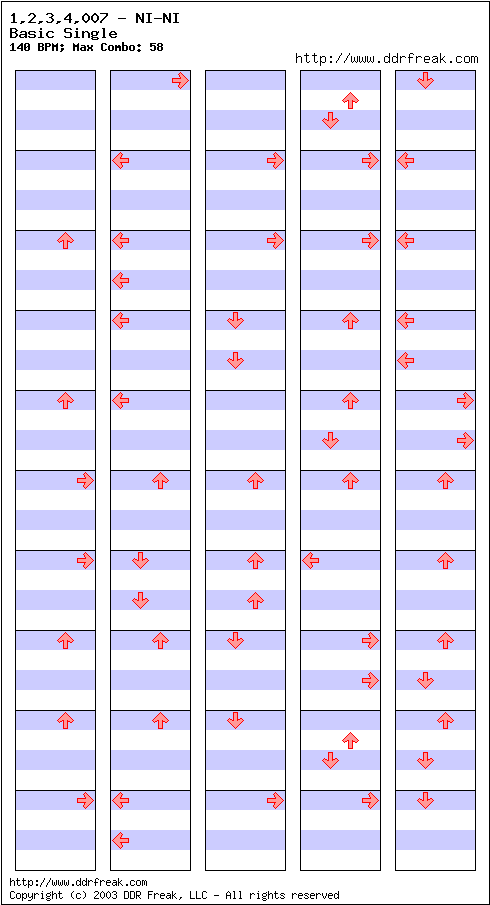 1,2,3,4,007 - NI-NI
Basic Single
140 BPM; Max Combo: 58
http://www.ddrfreak.com
http://www.ddrfreak.com
Copyright (c) 2003 DDR Freak, LLC - All rights reserved